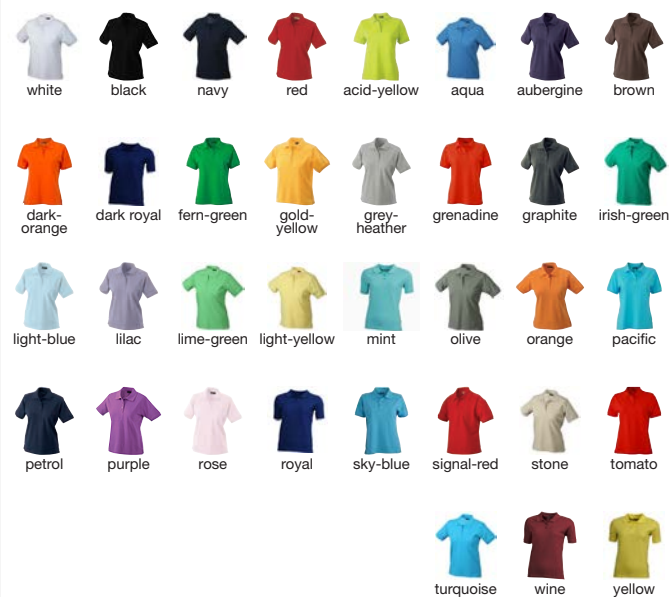 white
black
navy
red
acid-yellow
aqua
aubergine
brown
dark-
orange
dark royal
fern-green
gold-
yellow
grey-
heather
grenadine
graphite
irish-green
light-blue
lilac
lime-green
light-yellow
mint
olive
orange
pacific
petrol
purple
rose
royal
sky-blue
signal-red
stone
tomato
turquoise
wine
yellow